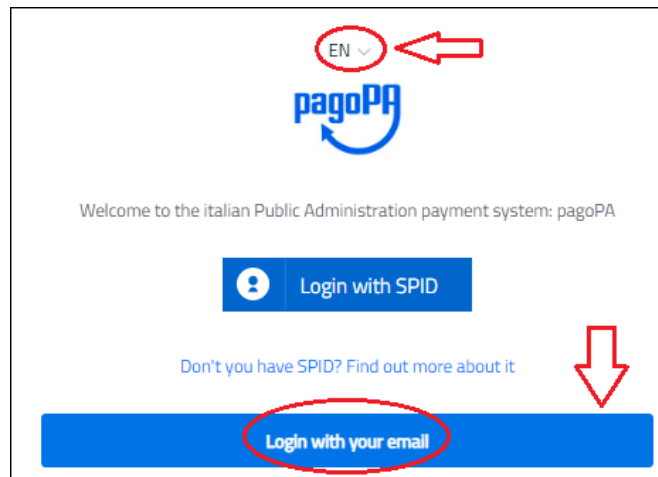 EN
pagoPA
Welcome to the italian Public Administration payment system: pagoPA
Login with SPID
Don't you have SPID? Find out more about it
Login with your email